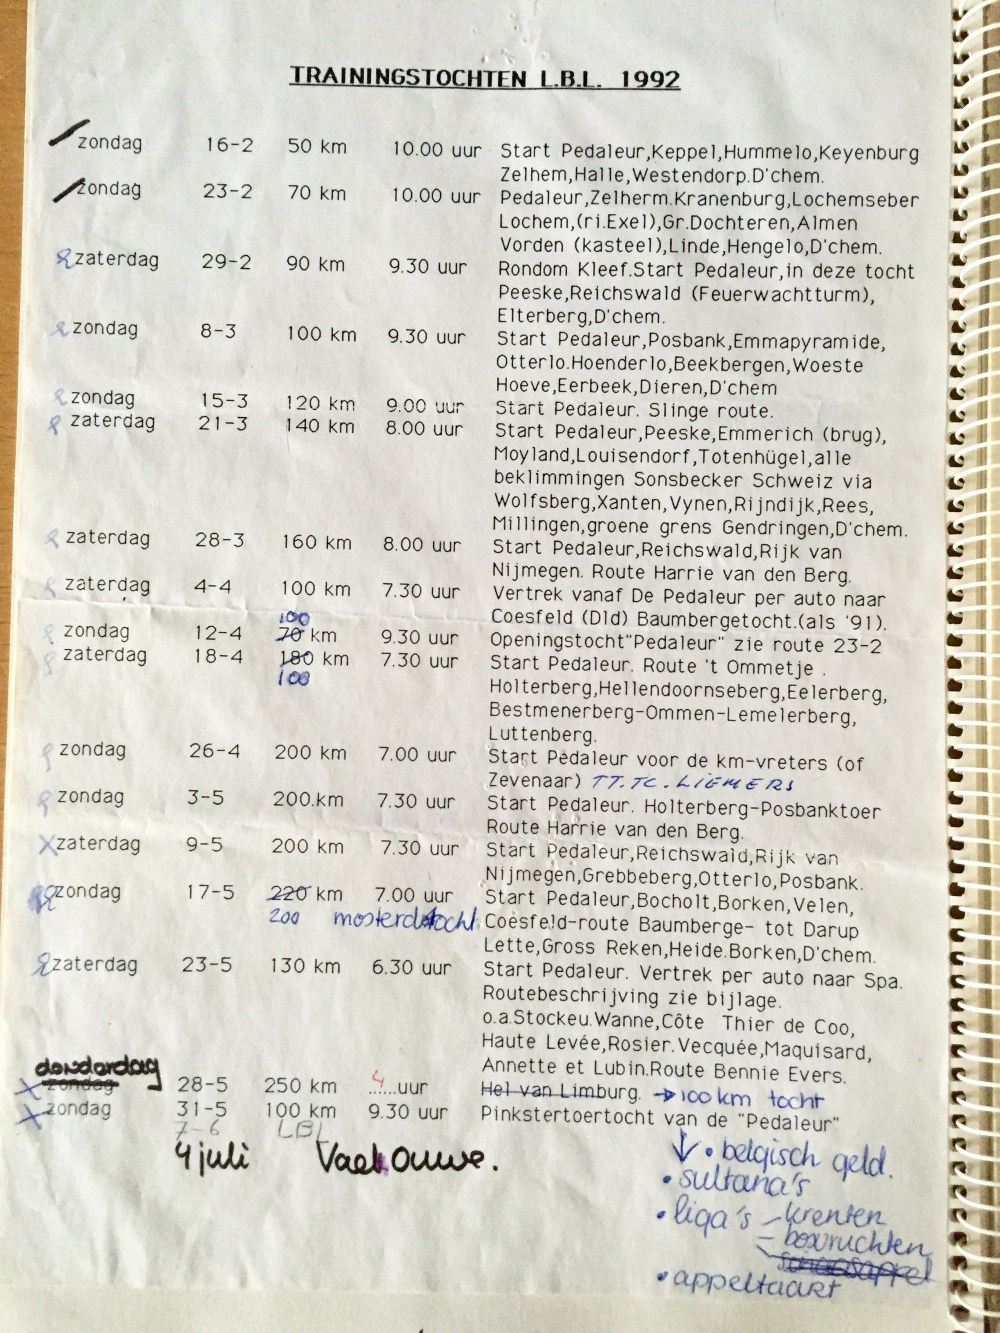 TRAININGSTOCHTEN L.B.L. 1992
zondag 16-2 50 km 10.00 uur Start Pedaleur,Keppel,Hummelo,Keyenburg
Zelhem,Halle,Westendorp.D'chem.
zondag 23-2 70 km 10.00 uur Pedaleur,Zelherm.Kranenburg,Lochemseber
Lochem,(ri.Exel),Gr.Dochteren,Almen
Vorden (kasteel),Linde,Hengelo,D'chem.
zaterdag 29-2 90 km 9.30 uur Rondom Kleef.Start Pedaleur,in deze tocht
Peeske,Reichswald (Feuerwachtturm),
Elterberg,D'chem.
zondag 8-3 100 km 9.30 uur Start Pedaleur,Posbank,Emmapyramide,
Otterlo.Hoenderlo,Beekbergen,Woeste
Hoeve,Eerbeek,Dieren,D'chem
zondag 15-3 120 km 9.00 uur Start Pedaleur. Slinge route.
zaterdag 21-3 140 km 8.00 uur Start Pedaleur,Peeske,Emmerich (brug),
Moyland,Louisendorf,Totenhügel,alle
beklimmingen Sonsbecker Schweiz via
Wolfsberg,Xanten,Vynen,Rijndijk,Rees,
Millingen,groene grens Gendringen,D'chem.
zaterdag 28-3 160 km 8.00 uur Start Pedaleur,Reichswald,Rijk van
Nijmegen. Route Harrie van den Berg.
zaterdag 4-4 100 km 7.30 uur Vertrek vanaf De Pedaleur per auto naar
Coesfeld (Dld) Baumbergetocht.(als '91).
100
zondag 12-4 70 km 9.30 uur Openingstocht"Pedaleur" zie route 23-2
zaterdag 18-4 180 km 7.30 uur Start Pedaleur. Route 't Ommetje .
100
Holterberg,Hellendoornseberg,Eelerberg,
Bestmenerberg-Ommen-Lemelerberg,
Luttenberg.
zondag 26-4 200 km 7.00 uur Start Pedaleur voor de km-vreters (of
Zevenaar) TT.TC.LIEMERS
zondag 3-5 200.km 7.30 uur Start Pedaleur. Holterberg-Posbanktoer
Route Harrie van den Berg.
X zaterdag 9-5 200 km 7.30 uur Start Pedaleur,Reichswald,Rijk van
Nijmegen,Grebbeberg,Otterlo,Posbank.
zondag 17-5 220 km 7.00 uur Start Pedaleur,Bocholt,Borken,Velen,
200 mosterdtocht Coesfeld-route Baumberge- tot Darup
Lette,Gross Reken,Heide.Borken,D'chem.
zaterdag 23-5 130 km 6.30 uur Start Pedaleur. Vertrek per auto naar Spa.
Routebeschrijving zie bijlage.
o.a.Stockeu.Wanne,Côte Thier de Coo,
Haute Levée,Rosier.Vecquée,Maquisard,
Annette et Lubin.Route Bennie Evers.
donderdag
X zondag 28-5 250 km 4......uur Hel van Limburg. → 100 km tocht
X zondag 31-5 100 km 9.30 uur Pinkstertoertocht van de "Pedaleur"
7-6 LBL
4 juli Vael Ouwe.
• belgisch geld.
• sultana's
• liga's - krenten
- bosvruchten
• appeltaart